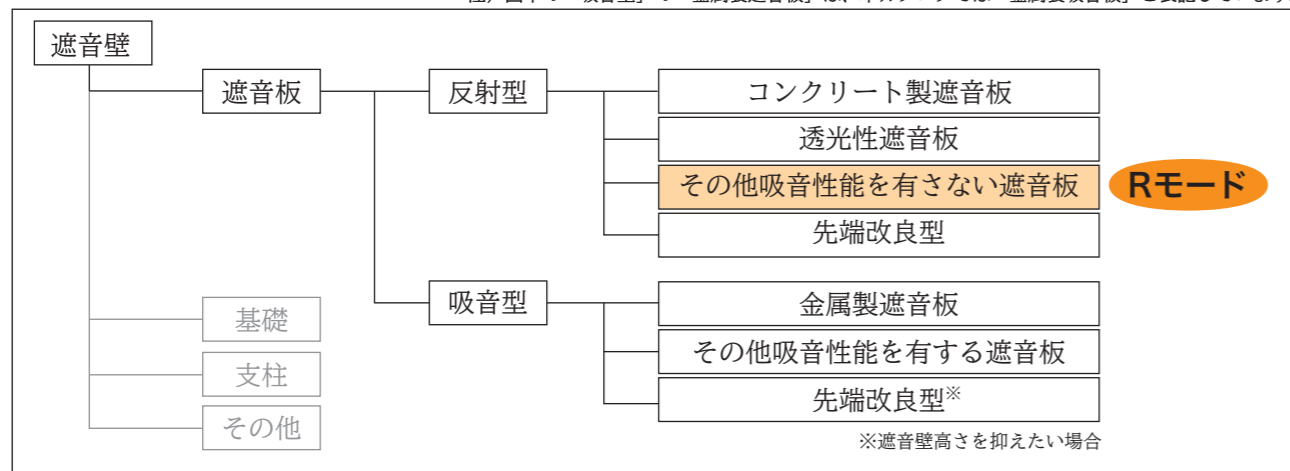 遮音壁
遮音板
反射型
コンクリート製遮音板
透光性遮音板
その他吸音性能を有さない遮音板
Rモード
先端改良型
吸音型
金属製遮音板
その他吸音性能を有する遮音板
先端改良型※
※遮音壁高さを抑えたい場合
基礎
支柱
その他